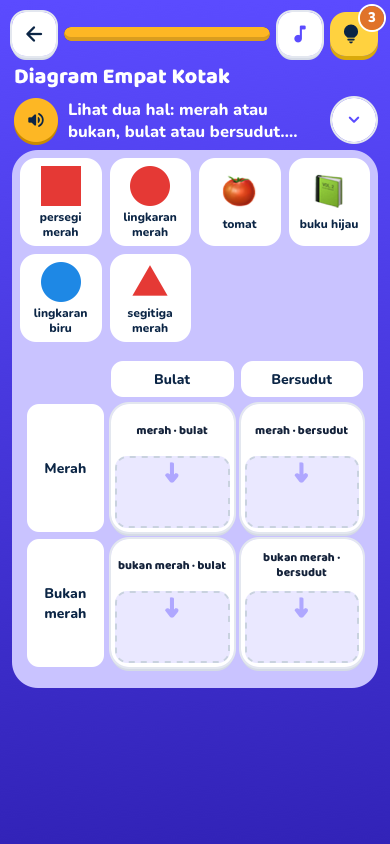 3
Diagram Empat Kotak
Lihat dua hal: merah atau
bukan, bulat atau bersudut....
persegi
merah
lingkaran
merah
tomat
buku hijau
lingkaran
biru
segitiga
merah
Bulat
Bersudut
Merah
merah · bulat
merah · bersudut
Bukan
merah
bukan merah · bulat
bukan merah ·
bersudut